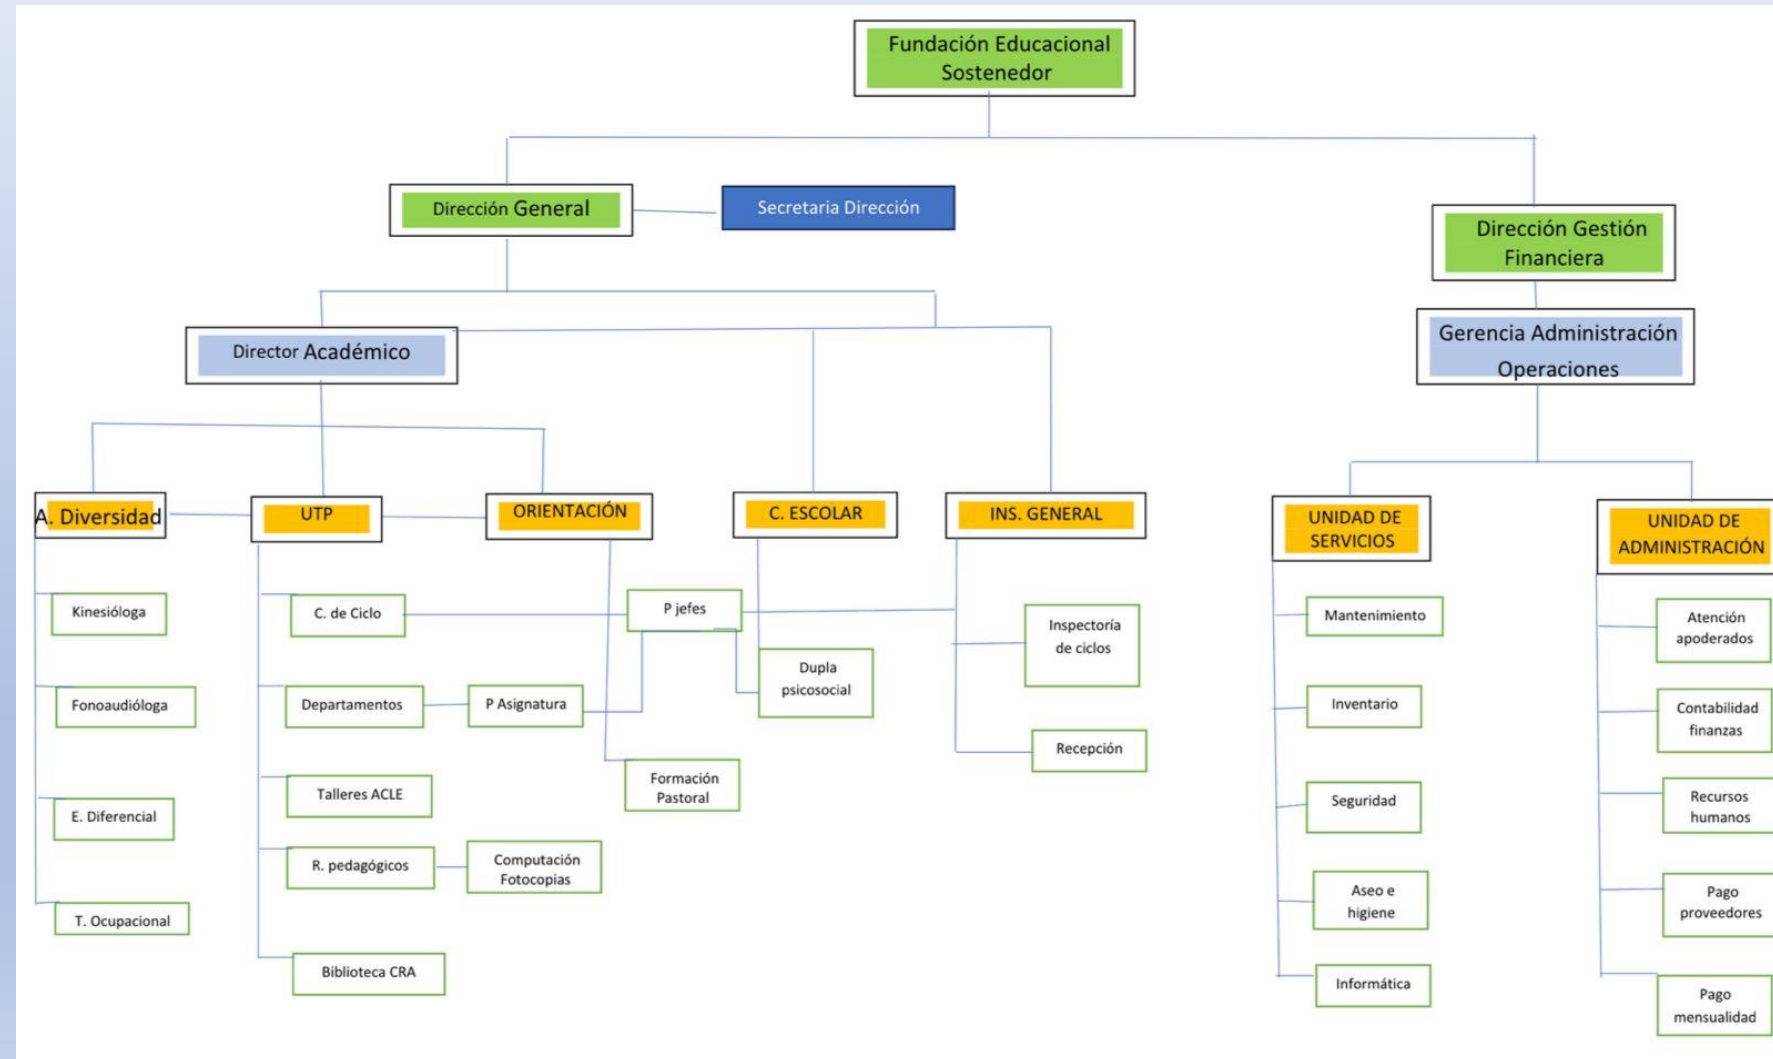 Fundación Educacional
Sostenedor
Dirección General
Secretaria Dirección
Dirección Gestión
Financiera
Director Académico
Gerencia Administración
Operaciones
A. Diversidad
UTP
ORIENTACIÓN
C. ESCOLAR
INS. GENERAL
UNIDAD DE
SERVICIOS
UNIDAD DE
ADMINISTRACIÓN
Kinesióloga
Fonoaudióloga
E. Diferencial
T. Ocupacional
C. de Ciclo
Departamentos
Talleres ACLE
R. pedagógicos
Biblioteca CRA
P Asignatura
Computación
Fotocopias
P jefes
Formación
Pastoral
Dupla
psicosocial
Inspectoría
de ciclos
Recepción
Mantenimiento
Inventario
Seguridad
Aseo e
higiene
Informática
Atención
apoderados
Contabilidad
finanzas
Recursos
humanos
Pago
proveedores
Pago
mensualidad